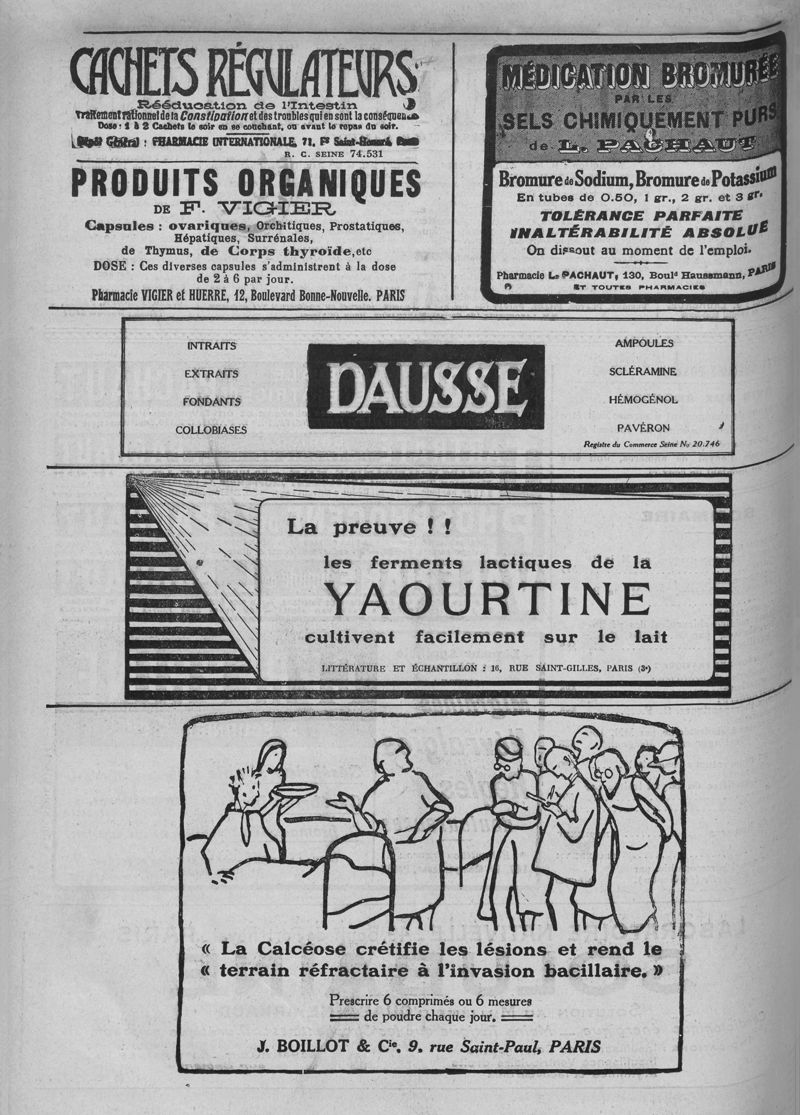 CACHETS RÉGULATEURS
Rééducation de l'Intestin
Traitement rationnel de la Constipation et des troubles qui en sont la conséquence
Dose : 1 à 2 Cachets le soir en se couchant, ou avant le repas du soir.
Dépôt Général : PHARMACIE INTERNATIONALE, 71, Fg Saint-Honoré, Paris
R. C. SEINE 74.531
PRODUITS ORGANIQUES
DE F. VIGIER
Capsules : ovariques, Orchitiques, Prostatiques,
Hépatiques, Surrénales,
de Thymus, de Corps thyroïde, etc
DOSE : Ces diverses capsules s'administrent à la dose
de 2 à 6 par jour.
Pharmacie VIGIER et HUERRE, 12, Boulevard Bonne-Nouvelle. PARIS
MÉDICATION BROMURÉE
PAR LES
SELS CHIMIQUEMENT PURS
de L. PACHAUT
Bromure de Sodium, Bromure de Potassium
En tubes de 0.50, 1 gr., 2 gr. et 3 gr.
TOLÉRANCE PARFAITE
INALTÉRABILITÉ ABSOLUE
On dissout au moment de l'emploi.
Pharmacie L. PACHAUT, 130, Boulᵈ Haussmann, PARIS
ET TOUTES PHARMACIES
INTRAITS
EXTRAITS
FONDANTS
COLLOBIASES
DAUSSE
AMPOULES
SCLÉRAMINE
HÉMOGÉNOL
PAVÉRON
Registre du Commerce Seine No 20.746
La preuve ! !
les ferments lactiques de la
YAOURTINE
cultivent facilement sur le lait
LITTÉRATURE ET ÉCHANTILLON : 16, RUE SAINT-GILLES, PARIS (3ᵉ)
« La Calcéose crétifie les lésions et rend le
« terrain réfractaire à l'invasion bacillaire. »
Prescrire 6 comprimés ou 6 mesures
de poudre chaque jour.
J. BOILLOT & Cⁱᵉ, 9, rue Saint-Paul, PARIS